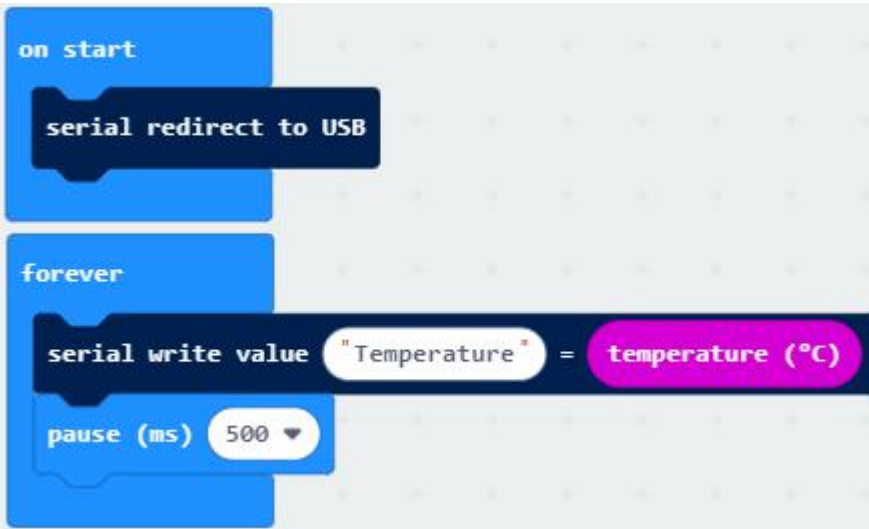 on start
serial redirect to USB
forever
serial write value "Temperature" = temperature (°C)
pause (ms) 500